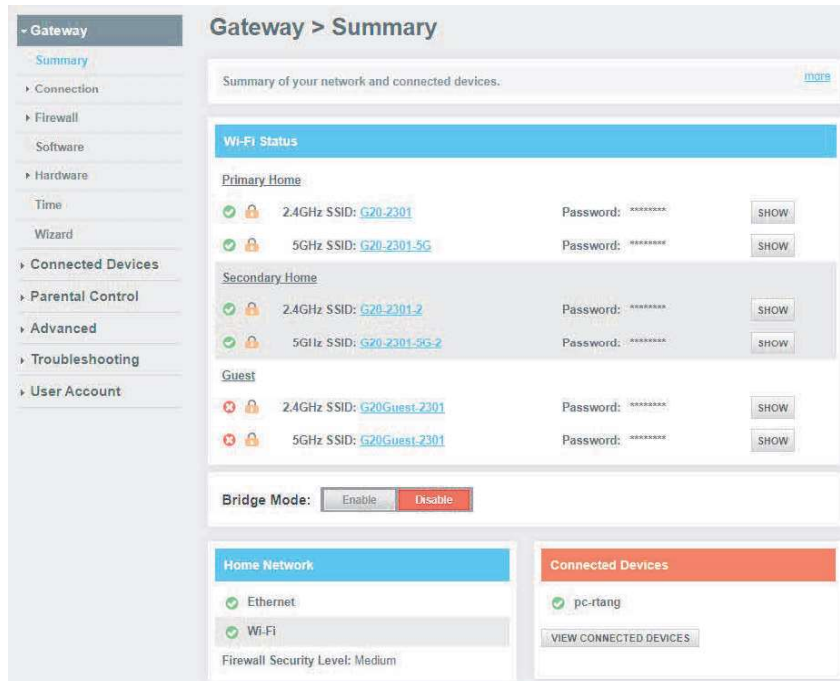 Gateway
Summary
Connection
Firewall
Software
Hardware
Time
Wizard
Connected Devices
Parental Control
Advanced
Troubleshooting
User Account
Gateway > Summary
Summary of your network and connected devices.
more
Wi-Fi Status
Primary Home
2.4GHz SSID: G20-2301 Password: ******** SHOW
5GHz SSID: G20-2301-5G Password: ******** SHOW
Secondary Home
2.4GHz SSID: G20-2301-2 Password: ******** SHOW
5GHz SSID: G20-2301-5G-2 Password: ******** SHOW
Guest
2.4GHz SSID: G20Guest-2301 Password: ******** SHOW
5GHz SSID: G20Guest-2301 Password: ******** SHOW
Bridge Mode: Enable Disable
Home Network
Ethernet
Wi-Fi
Firewall Security Level: Medium
Connected Devices
pc-rtang
VIEW CONNECTED DEVICES